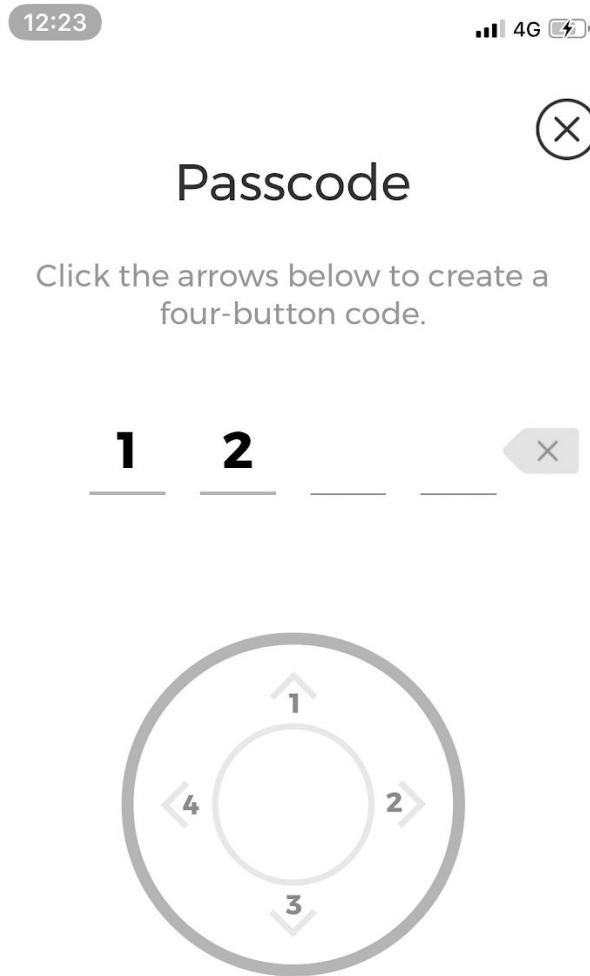 12:23
4G
Passcode
Click the arrows below to create a
four-button code.
1 2
1
4 2
3